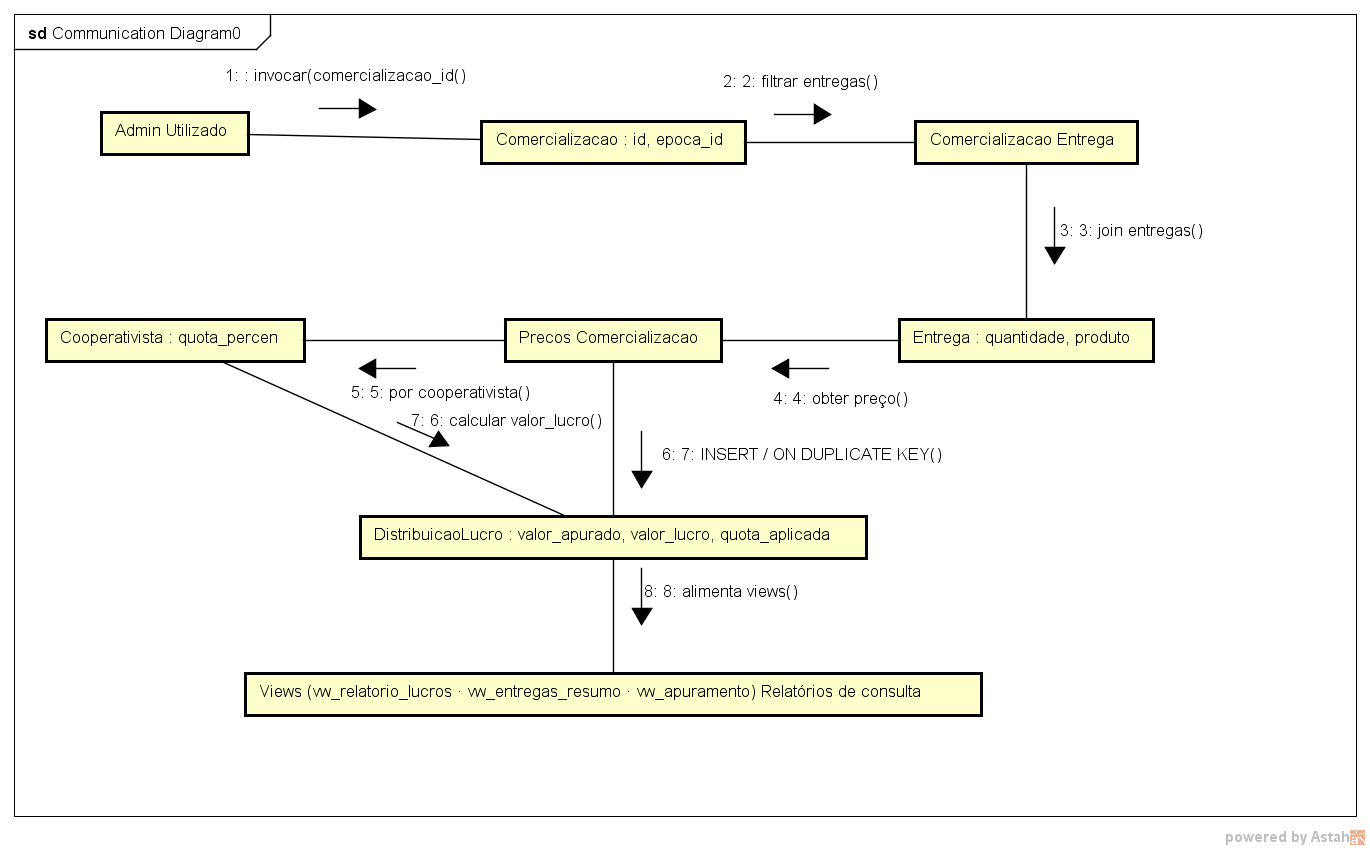 sd Communication Diagram0
1: : invocar(comercializacao_id()
2: 2: filtrar entregas()
Admin Utilizado
Comercializacao : id, epoca_id
Comercializacao Entrega
3: 3: join entregas()
Cooperativista : quota_percen
Precos Comercializacao
Entrega : quantidade, produto
5: 5: por cooperativista()
4: 4: obter preço()
7: 6: calcular valor_lucro()
6: 7: INSERT / ON DUPLICATE KEY()
DistribuicaoLucro : valor_apurado, valor_lucro, quota_aplicada
8: 8: alimenta views()
Views (vw_relatorio_lucros · vw_entregas_resumo · vw_apuramento) Relatórios de consulta
powered by Astah